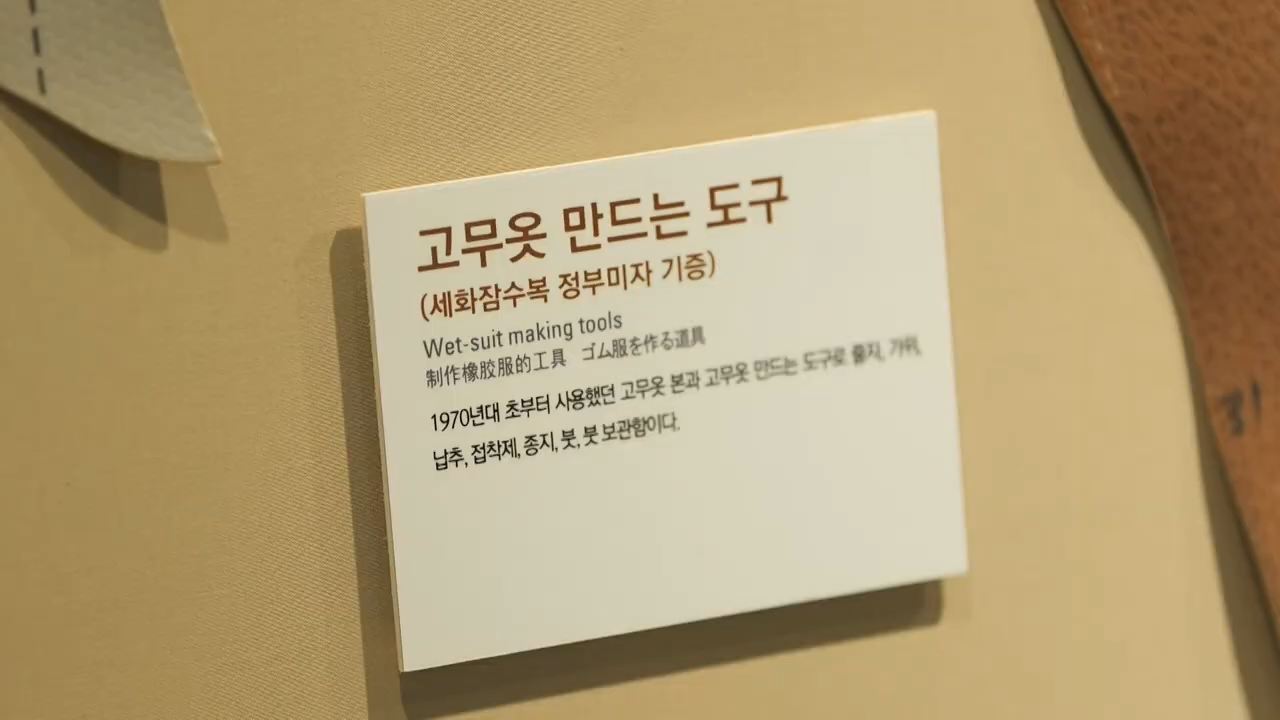 고무옷 만드는 도구
(세화잠수복 정부미자 기증)
Wet-suit making tools
制作橡胶服的工具 ゴム服を作る道具
1970년대 초부터 사용했던 고무옷 본과 고무옷 만드는 도구로 줄자, 가위,
납추, 접착제, 종지, 붓, 붓 보관함이다.
31